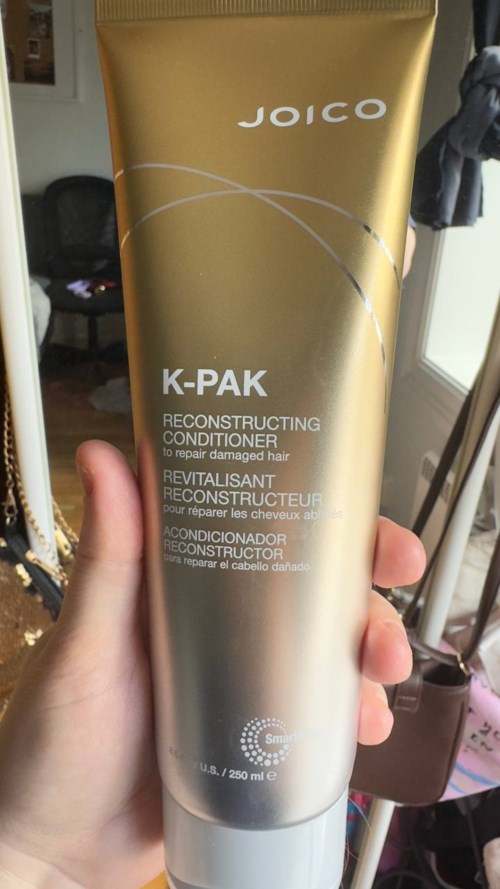 JOICO
K-PAK
RECONSTRUCTING
CONDITIONER
to repair damaged hair
REVITALISANT
RECONSTRUCTEUR
pour réparer les cheveux
ACONDICIONADOR
RECONSTRUCTOR
para reparar el cabello dañado
U.S. / 250 ml ℮